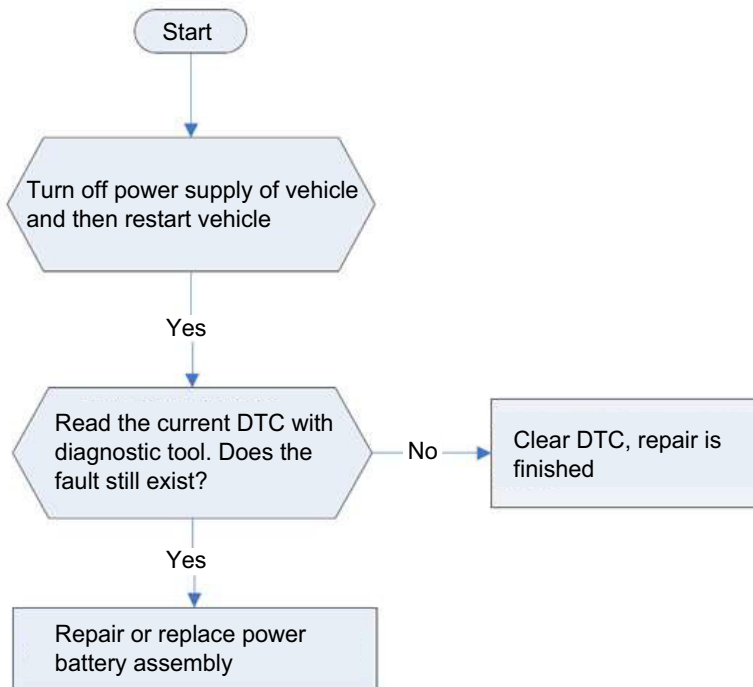 Start
Turn off power supply of vehicle
and then restart vehicle
Yes
Read the current DTC with
diagnostic tool. Does the
fault still exist?
No
Clear DTC, repair is
finished
Yes
Repair or replace power
battery assembly